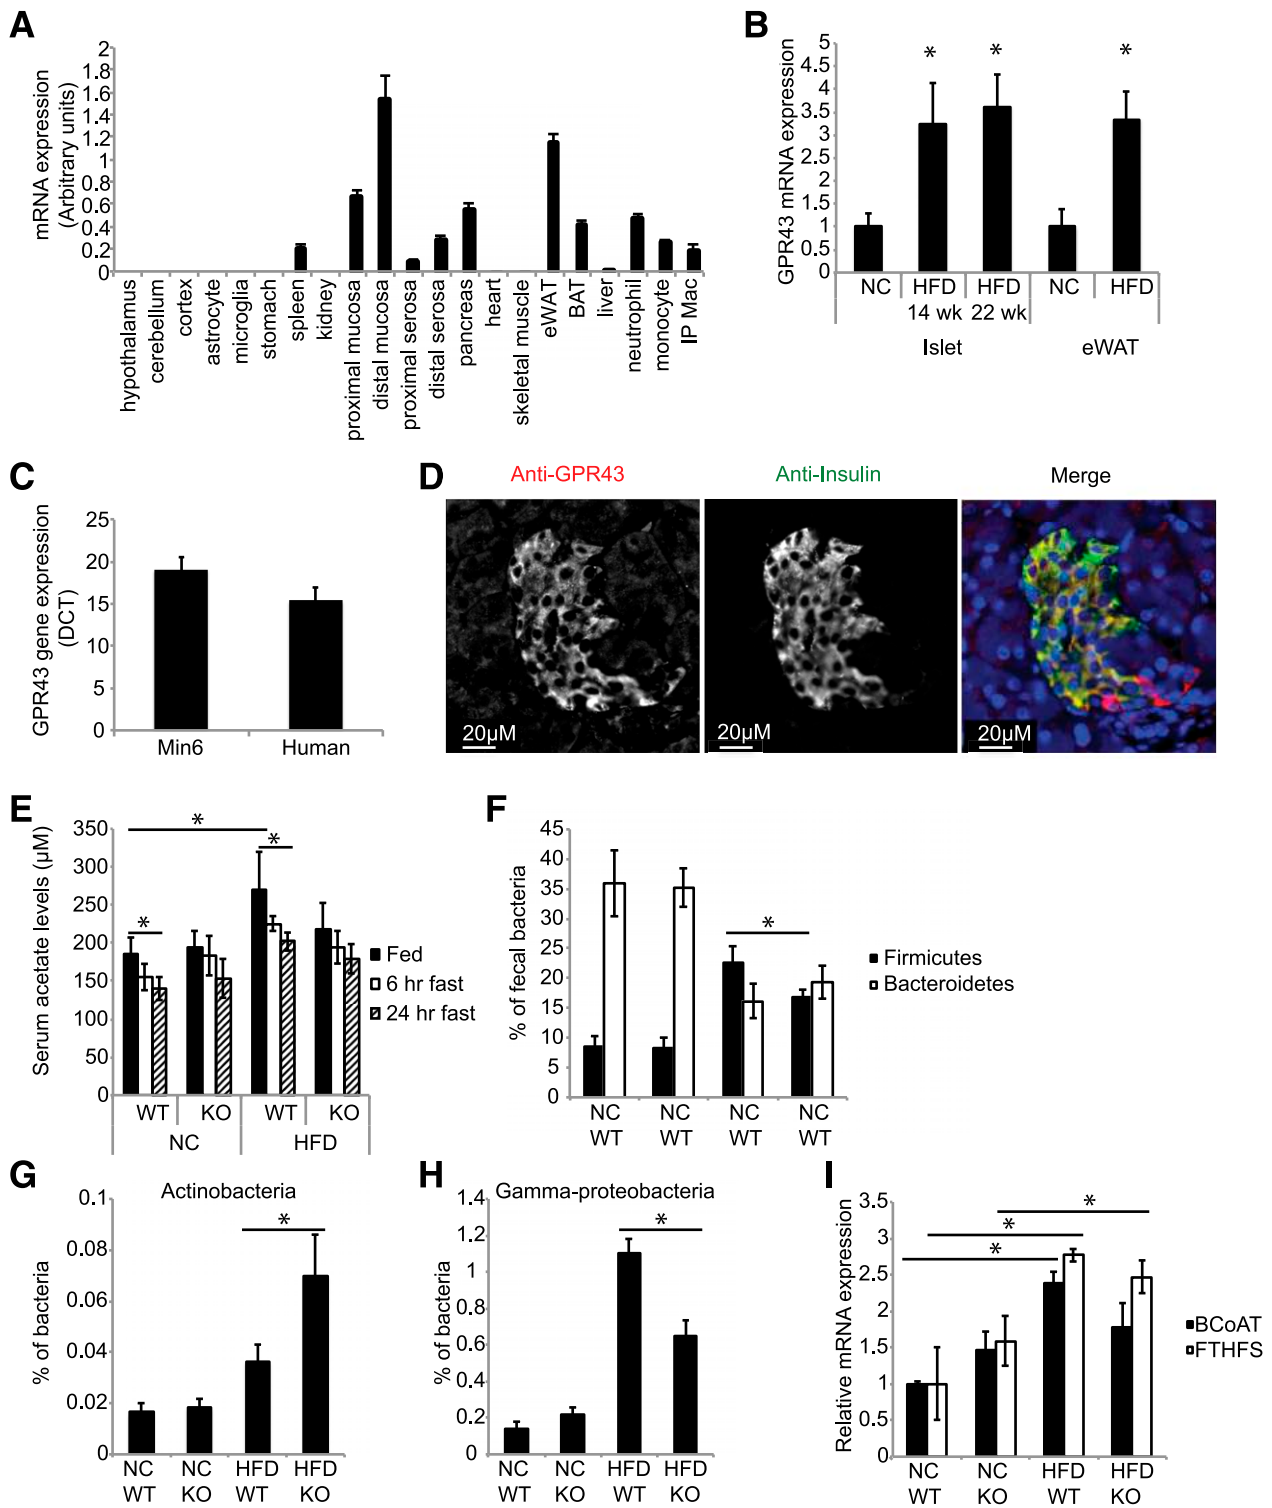 A
mRNA expression
(Arbitrary units)
2
1.8
1.6
1.4
1.2
1
0.8
0.6
0.4
0.2
0
hypothalamus
cerebellum
cortex
astrocyte
microglia
stomach
spleen
kidney
proximal mucosa
distal mucosa
proximal serosa
distal serosa
pancreas
heart
skeletal muscle
eWAT
BAT
liver
neutrophil
monocyte
IP Mac
B
GPR43 mRNA expression
5
4.5
4
3.5
3
2.5
2
1.5
1
0.5
0
* * *
NC HFD HFD NC HFD
14 wk 22 wk
Islet eWAT
C
GPR43 gene expression
(DCT)
25
20
15
10
5
0
Min6 Human
D
Anti-GPR43 Anti-Insulin Merge
20µM 20µM 20µM
E
Serum acetate levels (µM)
350
300
250
200
150
100
50
0
*
*
*
Fed
6 hr fast
24 hr fast
WT KO WT KO
NC HFD
F
% of fecal bacteria
45
40
35
30
25
20
15
10
5
0
*
Firmicutes
Bacteroidetes
NC NC NC NC
WT WT WT WT
G
Actinobacteria
% of bacteria
0.1
0.08
0.06
0.04
0.02
0
*
NC NC HFD HFD
WT KO WT KO
H
Gamma-proteobacteria
% of bacteria
1.4
1.2
1
0.8
0.6
0.4
0.2
0
*
NC NC HFD HFD
WT KO WT KO
I
Relative mRNA expression
3.5
3
2.5
2
1.5
1
0.5
0
*
*
*
BCoAT
FTHFS
NC NC HFD HFD
WT KO WT KO